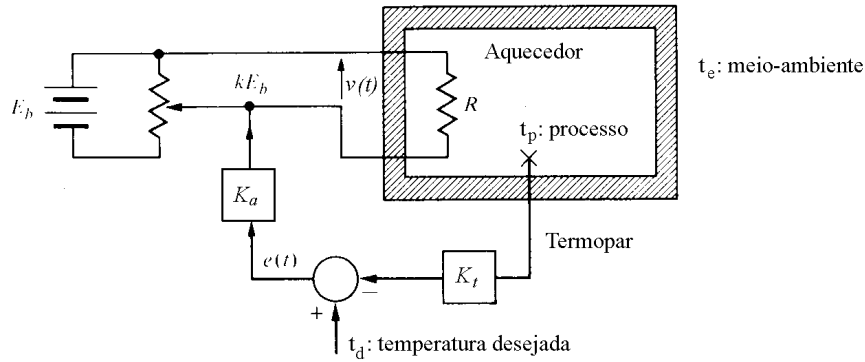 Aquecedor
t_e: meio-ambiente
E_b
kE_b
v(t)
R
t_p: processo
K_a
Termopar
e(t)
K_t
+
−
t_d: temperatura desejada